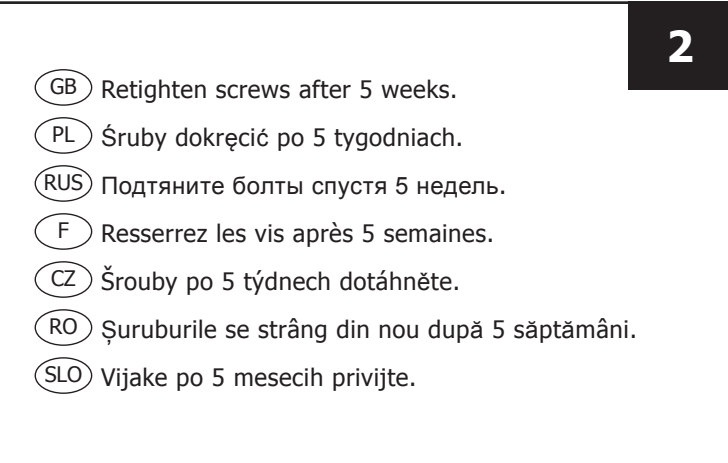 2
GB Retighten screws after 5 weeks.
PL Śruby dokręcić po 5 tygodniach.
RUS Подтяните болты спустя 5 недель.
F Resserrez les vis après 5 semaines.
CZ Šrouby po 5 týdnech dotáhněte.
RO Șuruburile se strâng din nou după 5 săptămâni.
SLO Vijake po 5 mesecih privijte.